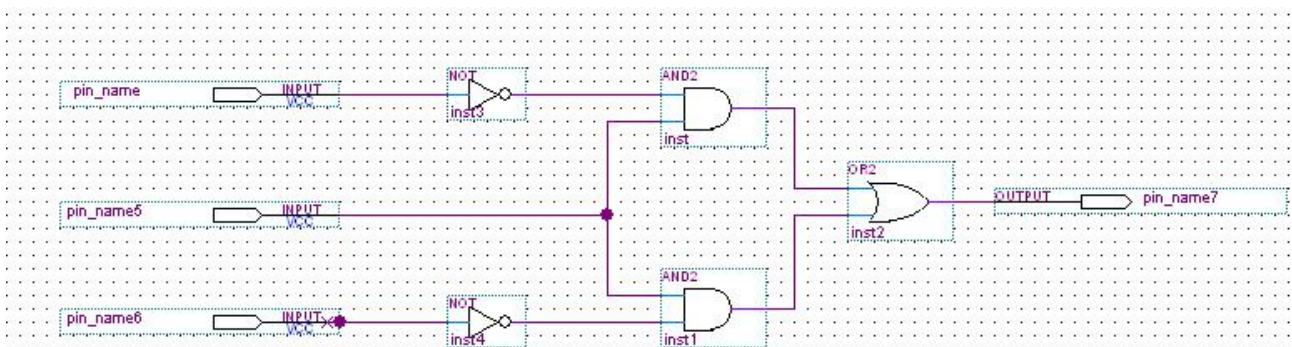 NOT
AND2
pin_name
INPUT
VCC
inst3
inst
OR2
pin_name5
INPUT
VCC
OUTPUT
pin_name7
inst2
AND2
NOT
pin_name6
INPUT
VCC
inst4
inst1